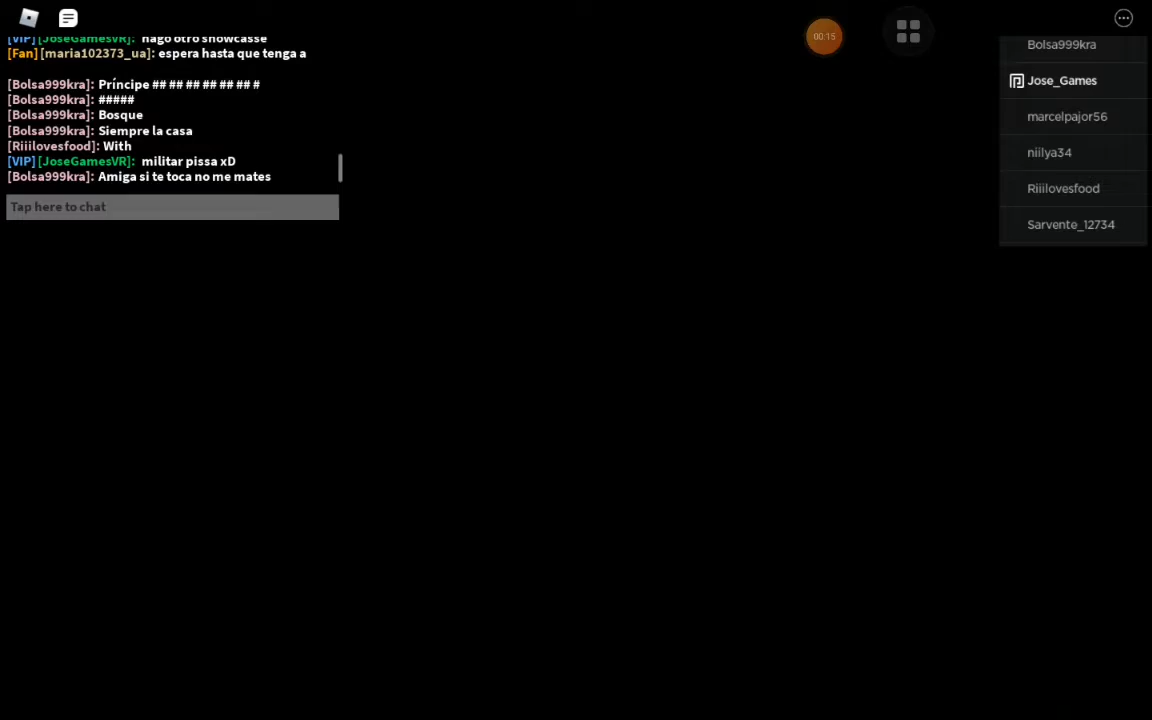 [VIP][JoseGamesVR]: hago otro showcasse
[Fan][maria102373_ua]: espera hasta que tenga a
[Bolsa999kra]: Príncipe ## ## ## ## ## ## #
[Bolsa999kra]: #####
[Bolsa999kra]: Bosque
[Bolsa999kra]: Siempre la casa
[Riiilovesfood]: With
[VIP][JoseGamesVR]: militar pissa xD
[Bolsa999kra]: Amiga si te toca no me mates
Tap here to chat
00:15
Bolsa999kra
Jose_Games
marcelpajor56
niilya34
Riiilovesfood
Sarvente_12734